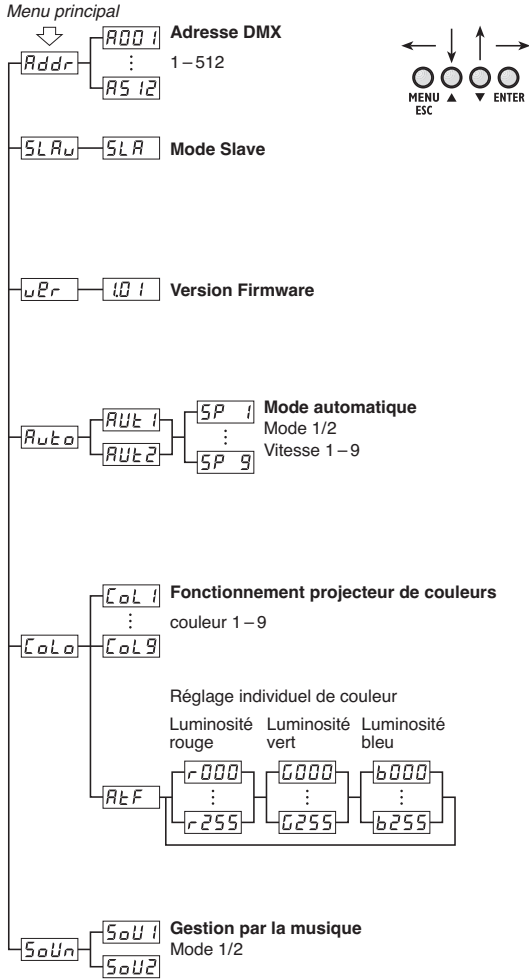 Menu principal
Addr
A001
⋮
A512
Adresse DMX
1–512
MENU ▲ ▼ ENTER
ESC
SLAv
SLA
Mode Slave
vEr
1.01
Version Firmware
Auto
AUt1
AUt2
SP 1
⋮
SP 9
Mode automatique
Mode 1/2
Vitesse 1–9
CoLo
CoL1
⋮
CoL9
Fonctionnement projecteur de couleurs
couleur 1–9
Réglage individuel de couleur
Luminosité Luminosité Luminosité
rouge vert bleu
AtF
r000 G000 b000
⋮ ⋮ ⋮
r255 G255 b255
SoUn
SoU1
SoU2
Gestion par la musique
Mode 1/2